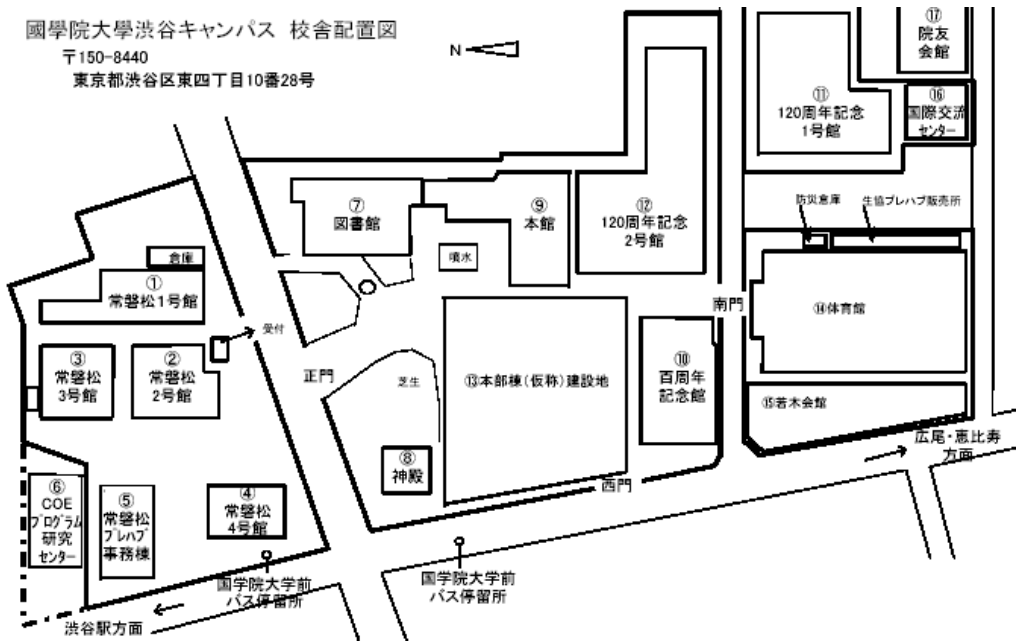 國學院大學渋谷キャンパス 校舎配置図
〒150-8440
東京都渋谷区東四丁目10番28号
N
⑰
院友
会館
⑯
国際交流
センター
⑪
120周年記念
1号館
防災倉庫
生協プレハブ販売所
⑦
図書館
⑨
本館
⑫
120周年記念
2号館
噴水
倉庫
①
常磐松1号館
受付
③
常磐松
3号館
②
常磐松
2号館
正門
芝生
⑬本部棟(仮称)建設地
⑩
百周年
記念館
南門
⑭体育館
⑮若木会館
広尾・恵比寿
方面
⑧
神殿
西門
⑥
COE
プログラム
研究
センター
⑤
常磐松
プレハブ
事務棟
④
常磐松
4号館
国学院大学前
バス停留所
国学院大学前
バス停留所
渋谷駅方面